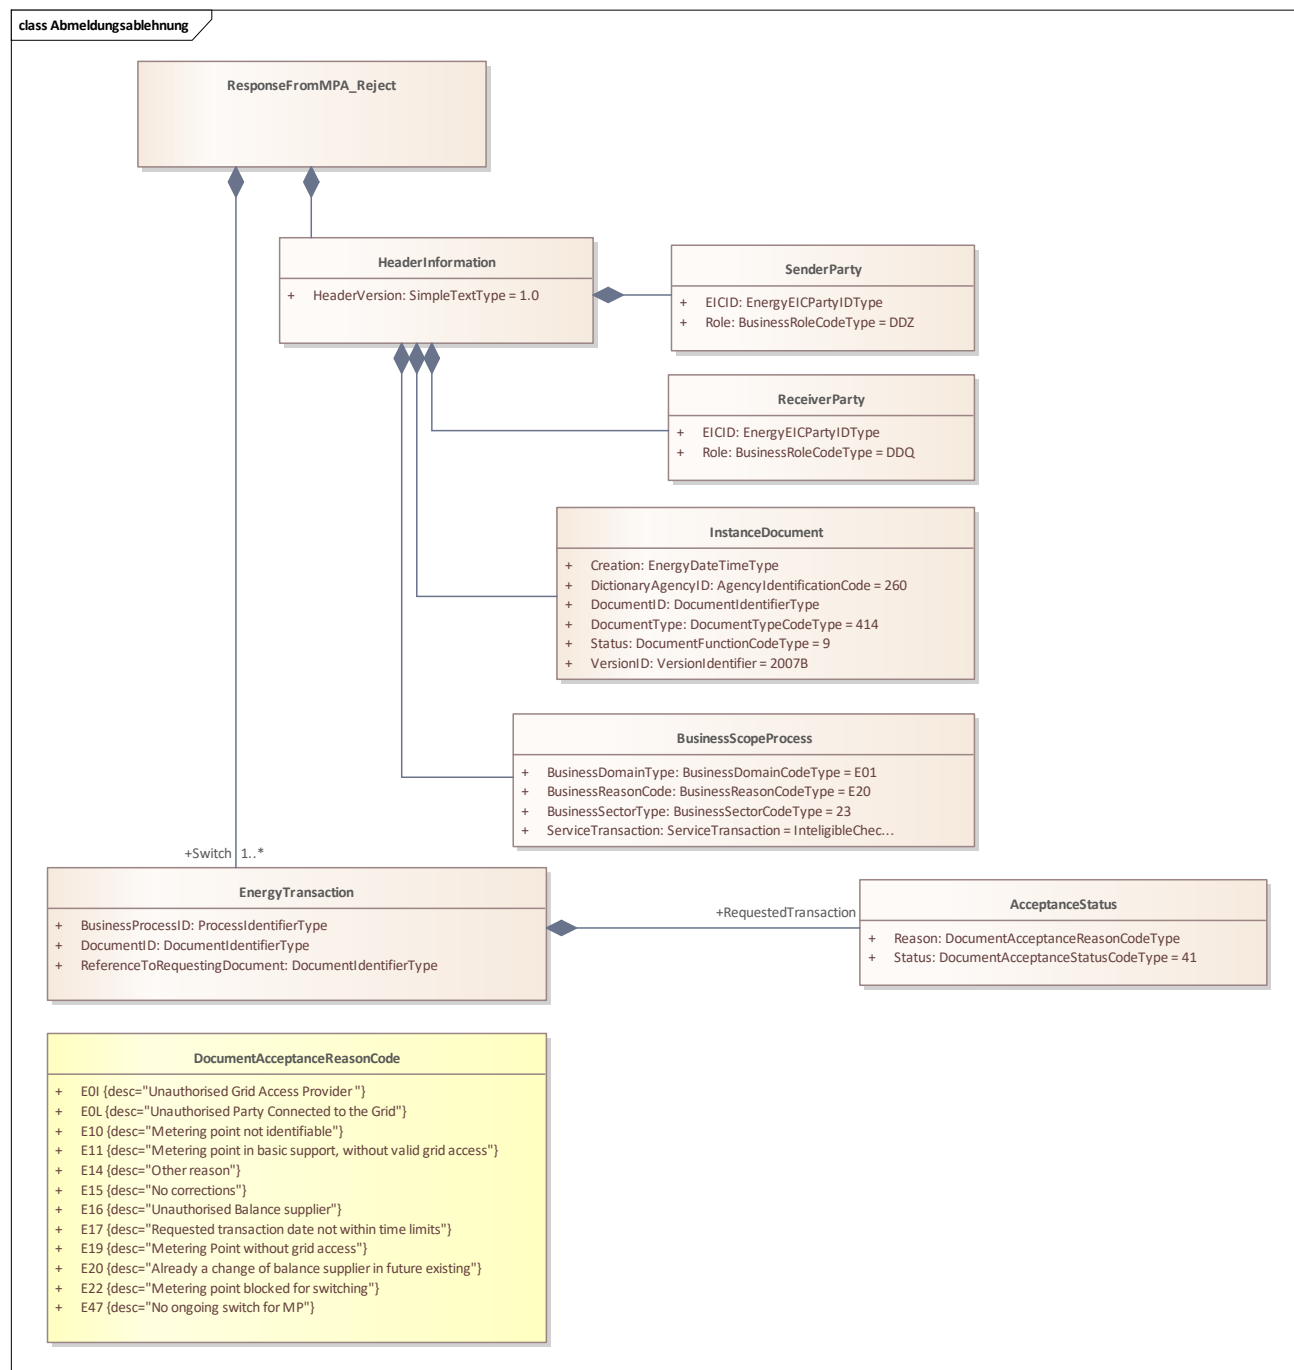 class Abmeldungsablehnung
ResponseFromMPA_Reject
HeaderInformation
+ HeaderVersion: SimpleTextType = 1.0
SenderParty
+ EICID: EnergyEICPartyIDType
+ Role: BusinessRoleCodeType = DDZ
ReceiverParty
+ EICID: EnergyEICPartyIDType
+ Role: BusinessRoleCodeType = DDQ
InstanceDocument
+ Creation: EnergyDateTimeType
+ DictionaryAgencyID: AgencyIdentificationCode = 260
+ DocumentID: DocumentIdentifierType
+ DocumentType: DocumentTypeCodeType = 414
+ Status: DocumentFunctionCodeType = 9
+ VersionID: VersionIdentifier = 2007B
BusinessScopeProcess
+ BusinessDomainType: BusinessDomainCodeType = E01
+ BusinessReasonCode: BusinessReasonCodeType = E20
+ BusinessSectorType: BusinessSectorCodeType = 23
+ ServiceTransaction: ServiceTransaction = InteligibleChec...
+Switch 1..*
EnergyTransaction
+ BusinessProcessID: ProcessIdentifierType
+ DocumentID: DocumentIdentifierType
+ ReferenceToRequestingDocument: DocumentIdentifierType
+RequestedTransaction
AcceptanceStatus
+ Reason: DocumentAcceptanceReasonCodeType
+ Status: DocumentAcceptanceStatusCodeType = 41
DocumentAcceptanceReasonCode
+ E0I {desc="Unauthorised Grid Access Provider "}
+ E0L {desc="Unauthorised Party Connected to the Grid"}
+ E10 {desc="Metering point not identifiable"}
+ E11 {desc="Metering point in basic support, without valid grid access"}
+ E14 {desc="Other reason"}
+ E15 {desc="No corrections"}
+ E16 {desc="Unauthorised Balance supplier"}
+ E17 {desc="Requested transaction date not within time limits"}
+ E19 {desc="Metering Point without grid access"}
+ E20 {desc="Already a change of balance supplier in future existing"}
+ E22 {desc="Metering point blocked for switching"}
+ E47 {desc="No ongoing switch for MP"}